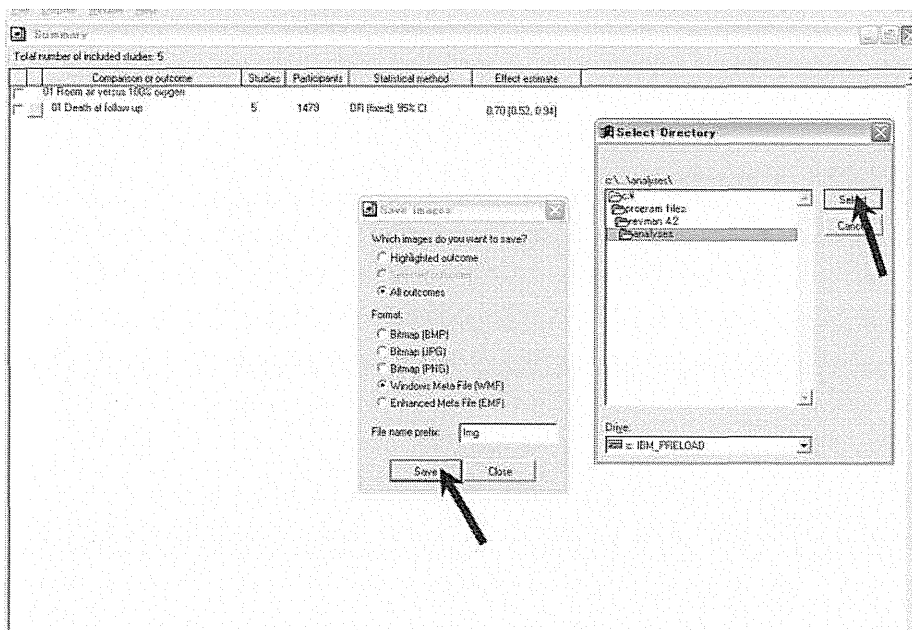 Summary
Total number of included studies: 5
Comparison or outcome Studies Participants Statistical method Effect estimate
01 Room air versus 100% oxygen
01 Death at follow up 5 1479 OR (fixed), 95% CI 0.70 [0.52, 0.94]
Select Directory
c:\...\analyses\
c:¥
program files
revman 4.2
analyses
Select
Cancel
Drive:
c: IBM_PRELOAD
Save images
Which images do you want to save?
Highlighted outcome
Selected outcomes
All outcomes
Format:
Bitmap (BMP)
Bitmap (JPG)
Bitmap (PNG)
Windows Meta File (WMF)
Enhanced Meta File (EMF)
File name prefix: Img
Save Close